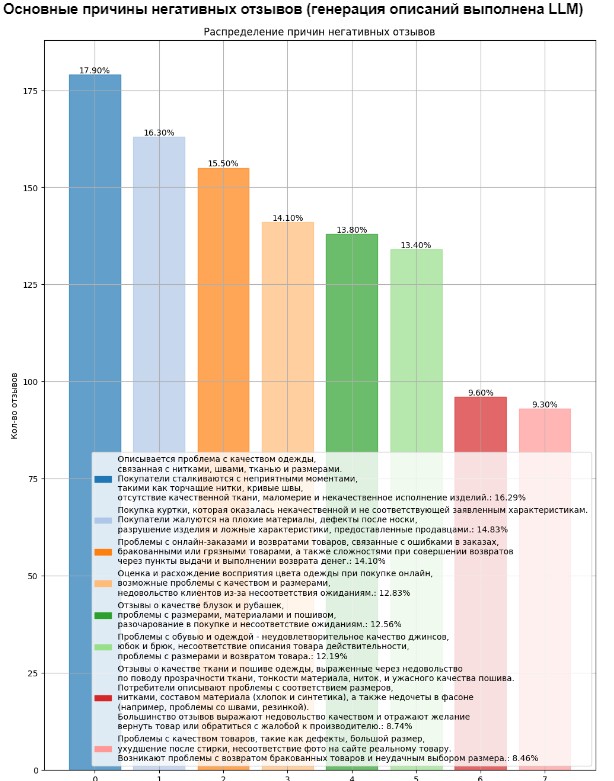 Основные причины негативных отзывов (генерация описаний выполнена LLM)
Распределение причин негативных отзывов
17.90%
16.30%
15.50%
14.10%
13.80%
13.40%
9.60%
9.30%
175
150
125
100
75
50
25
0
Кол-во отзывов
Описывается проблема с качеством одежды,
связанная с нитками, швами, тканью и размерами.
Покупатели сталкиваются с неприятными моментами,
такими как торчащие нитки, кривые швы,
отсутствие качественной ткани, маломерие и некачественное исполнение изделий.: 16.29%
Покупка куртки, которая оказалась некачественной и не соответствующей заявленным характеристикам.
Покупатели жалуются на плохие материалы, дефекты после носки,
разрушение изделия и ложные характеристики, предоставленные продавцами.: 14.83%
Проблемы с онлайн-заказами и возвратами товаров, связанные с ошибками в заказах,
бракованными или грязными товарами, а также сложностями при совершении возвратов
через пункты выдачи и выполнении возврата денег.: 14.10%
Оценка и расхождение восприятия цвета одежды при покупке онлайн,
возможные проблемы с качеством и размерами,
недовольство клиентов из-за несоответствия ожиданиям.: 12.83%
Отзывы о качестве блузок и рубашек,
проблемы с размерами, материалами и пошивом,
разочарование в покупке и несоответствие ожиданиям.: 12.56%
Проблемы с обувью и одеждой - неудовлетворительное качество джинсов,
юбок и брюк, несоответствие описания товара действительности,
проблемы с размерами и возвратом товара.: 12.19%
Отзывы о качестве ткани и пошиве одежды, выраженные через недовольство
по поводу прозрачности ткани, тонкости материала, ниток, и ужасного качества пошива.
Потребители описывают проблемы с соответствием размеров,
нитками, составом материала (хлопок и синтетика), а также недочеты в фасоне
(например, проблемы со швами, резинкой).
Большинство отзывов выражают недовольство качеством и отражают желание
вернуть товар или обратиться с жалобой к производителю.: 8.74%
Проблемы с качеством товаров, такие как дефекты, большой размер,
ухудшение после стирки, несоответствие фото на сайте реальному товару.
Возникают проблемы с возвратом бракованных товаров и неудачным выбором размера.: 8.46%
0 1 2 3 4 5 6 7